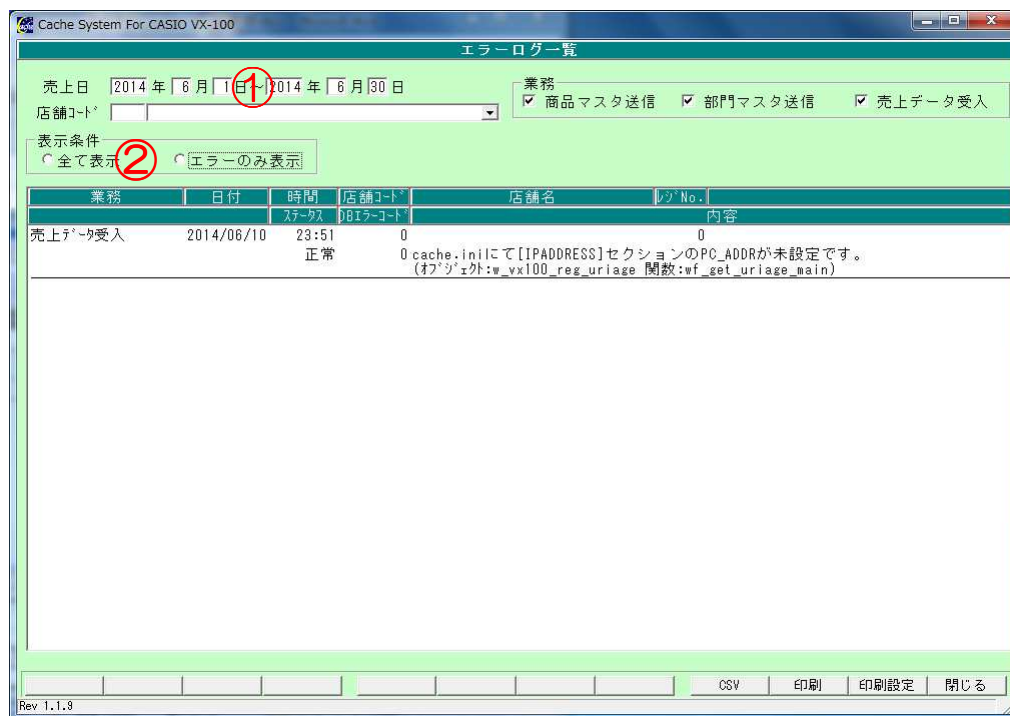 Cache System For CASIO VX-100
エラーログ一覧
売上日 2014 年 6 月 1 日 ～ 2014 年 6 月 30 日
①
業務
商品マスタ送信 部門マスタ送信 売上データ受入
店舗ｺｰﾄﾞ
表示条件
全て表示 ② エラーのみ表示
業務 日付 時間 店舗ｺｰﾄﾞ 店舗名 ﾚｼﾞNo.
ｽﾃｰﾀｽ DBｴﾗｰｺｰﾄﾞ 内容
売上ﾃﾞｰﾀ受入 2014/06/10 23:51 0 0
正常 0 cache.iniにて[IPADDRESS]セクションのPC_ADDRが未設定です。
(ｵﾌﾞｼﾞｪｸﾄ:w_vx100_reg_uriage 関数:wf_get_uriage_main)
CSV 印刷 印刷設定 閉じる
Rev 1.1.9